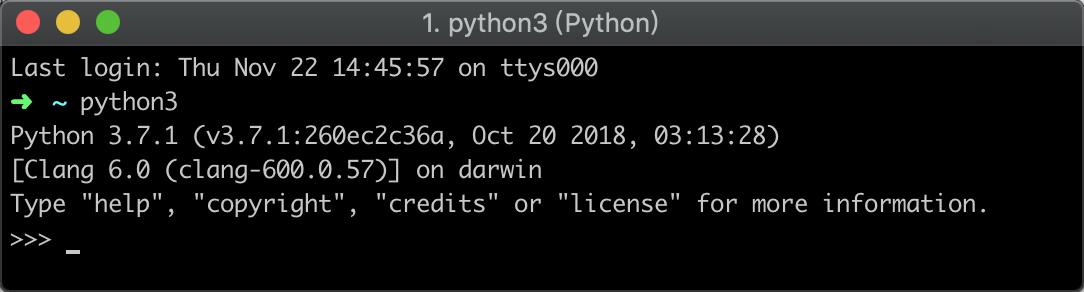 1. python3 (Python)
Last login: Thu Nov 22 14:45:57 on ttys000
➜ ~ python3
Python 3.7.1 (v3.7.1:260ec2c36a, Oct 20 2018, 03:13:28)
[Clang 6.0 (clang-600.0.57)] on darwin
Type "help", "copyright", "credits" or "license" for more information.
>>> _